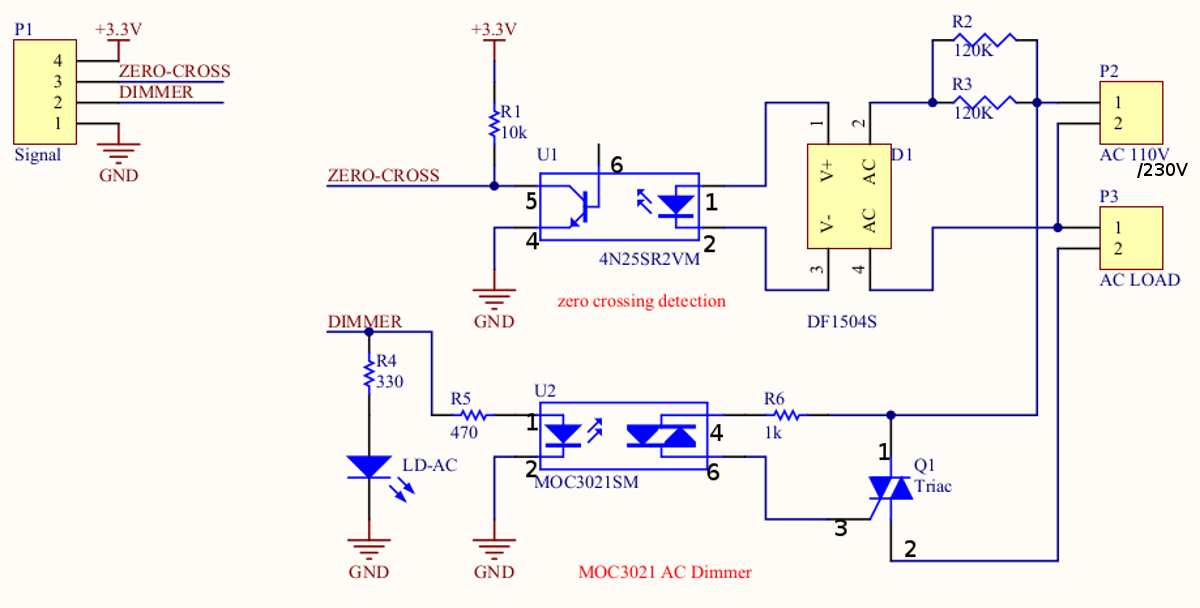 P1
+3.3V
4
3
ZERO-CROSS
2
DIMMER
1
Signal
GND
+3.3V
R1
10k
ZERO-CROSS
U1
6
5
4
1
2
4N25SR2VM
GND
zero crossing detection
1
2
V+
AC
V-
AC
3
4
D1
DF1504S
R2
120K
R3
120K
P2
1
2
AC 110V
/230V
P3
1
2
AC LOAD
DIMMER
R4
330
LD-AC
GND
R5
470
U2
1
2
4
6
MOC3021SM
GND
R6
1k
1
Q1
Triac
3
2
MOC3021 AC Dimmer